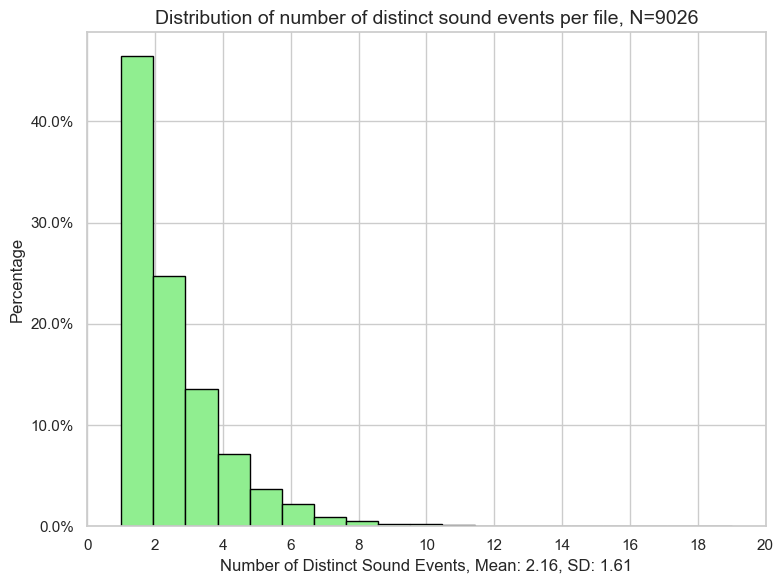 Distribution of number of distinct sound events per file, N=9026
Percentage
40.0%
30.0%
20.0%
10.0%
0.0%
0 2 4 6 8 10 12 14 16 18 20
Number of Distinct Sound Events, Mean: 2.16, SD: 1.61